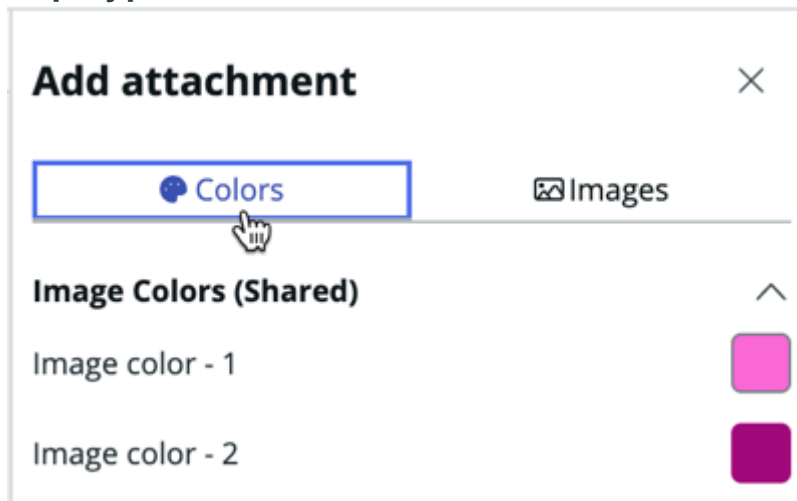 Add attachment
Colors
Images
Image Colors (Shared)
Image color - 1
Image color - 2